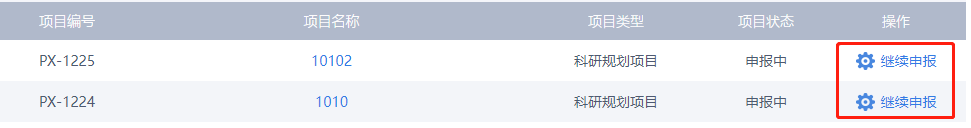 项目编号 项目名称 项目类型 项目状态 操作
PX-1225 10102 科研规划项目 申报中 继续申报
PX-1224 1010 科研规划项目 申报中 继续申报